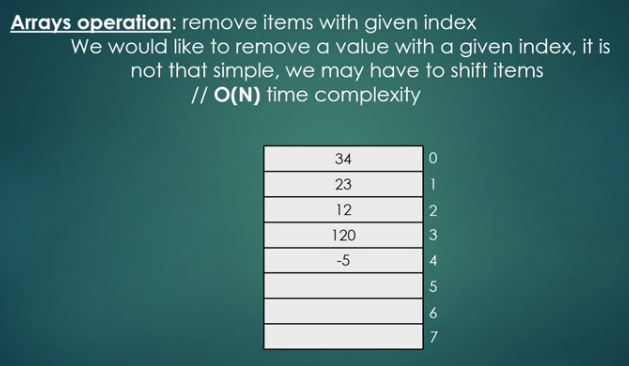 Arrays operation: remove items with given index
We would like to remove a value with a given index, it is
not that simple, we may have to shift items
// O(N) time complexity
34 0
23 1
12 2
120 3
-5 4
5
6
7